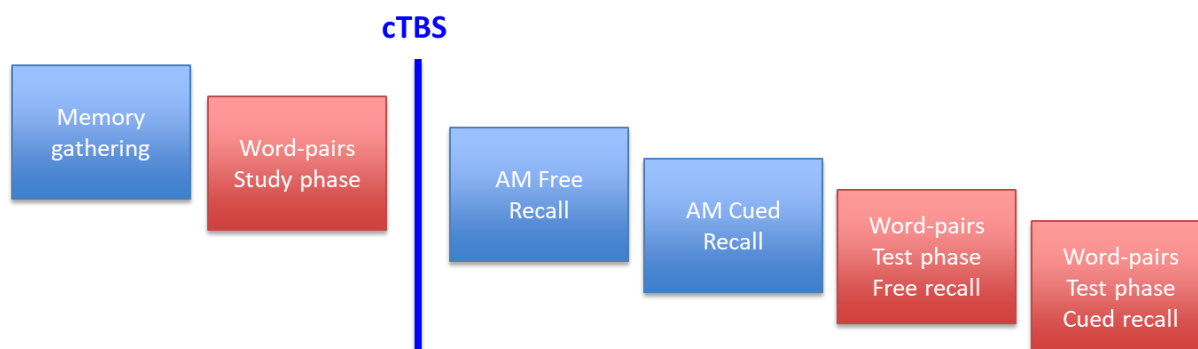 cTBS
Memory
gathering
Word-pairs
Study phase
AM Free
Recall
AM Cued
Recall
Word-pairs
Test phase
Free recall
Word-pairs
Test phase
Cued recall